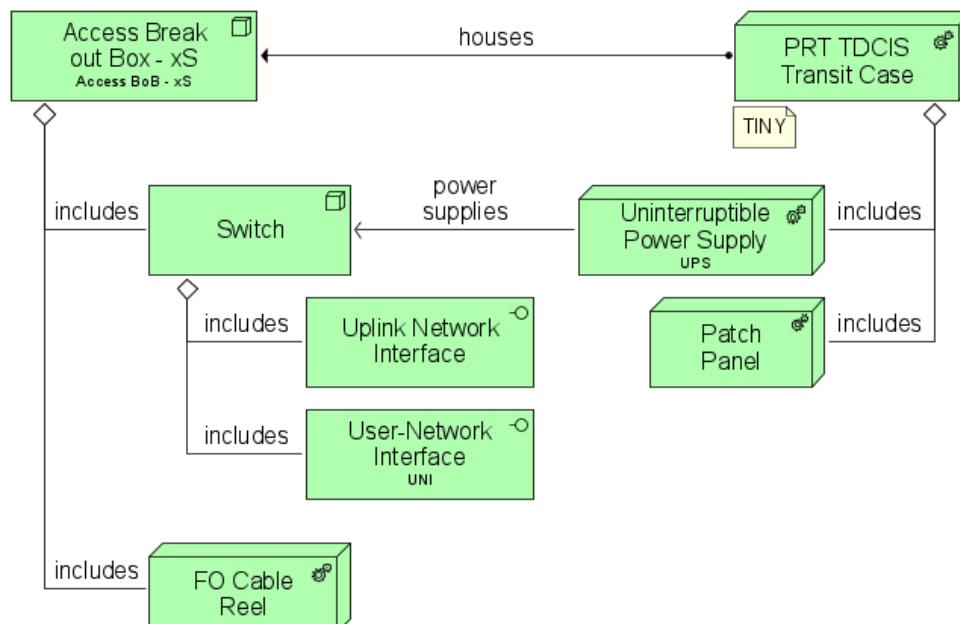 Access Break
out Box - xS
Access BoB - xS
houses
PRT TDCIS
Transit Case
TINY
includes
Switch
power
supplies
Uninterruptible
Power Supply
UPS
includes
includes
Uplink Network
Interface
Patch
Panel
includes
includes
User-Network
Interface
UNI
includes
FO Cable
Reel